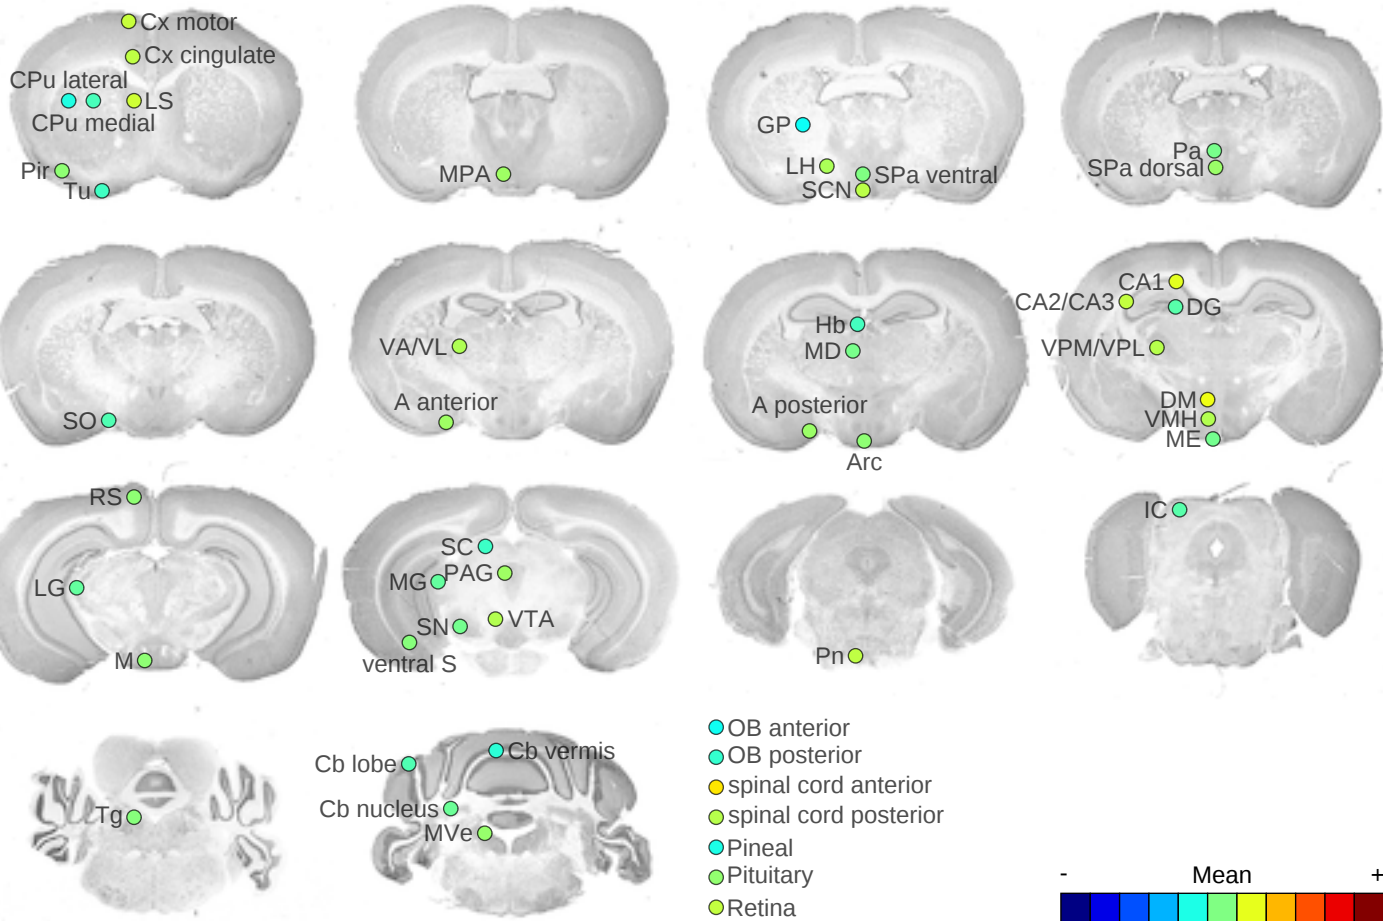 Cx motor
Cx cingulate
CPu lateral
LS
CPu medial
Pir
Tu
MPA
GP
LH
SPa ventral
SCN
Pa
SPa dorsal
SO
VA/VL
A anterior
Hb
MD
A posterior
Arc
CA1
CA2/CA3
DG
VPM/VPL
DM
VMH
ME
RS
LG
M
SC
MG
PAG
SN
VTA
ventral S
Pn
IC
Tg
Cb lobe
Cb vermis
Cb nucleus
MVe
OB anterior
OB posterior
spinal cord anterior
spinal cord posterior
Pineal
Pituitary
Retina
- Mean +